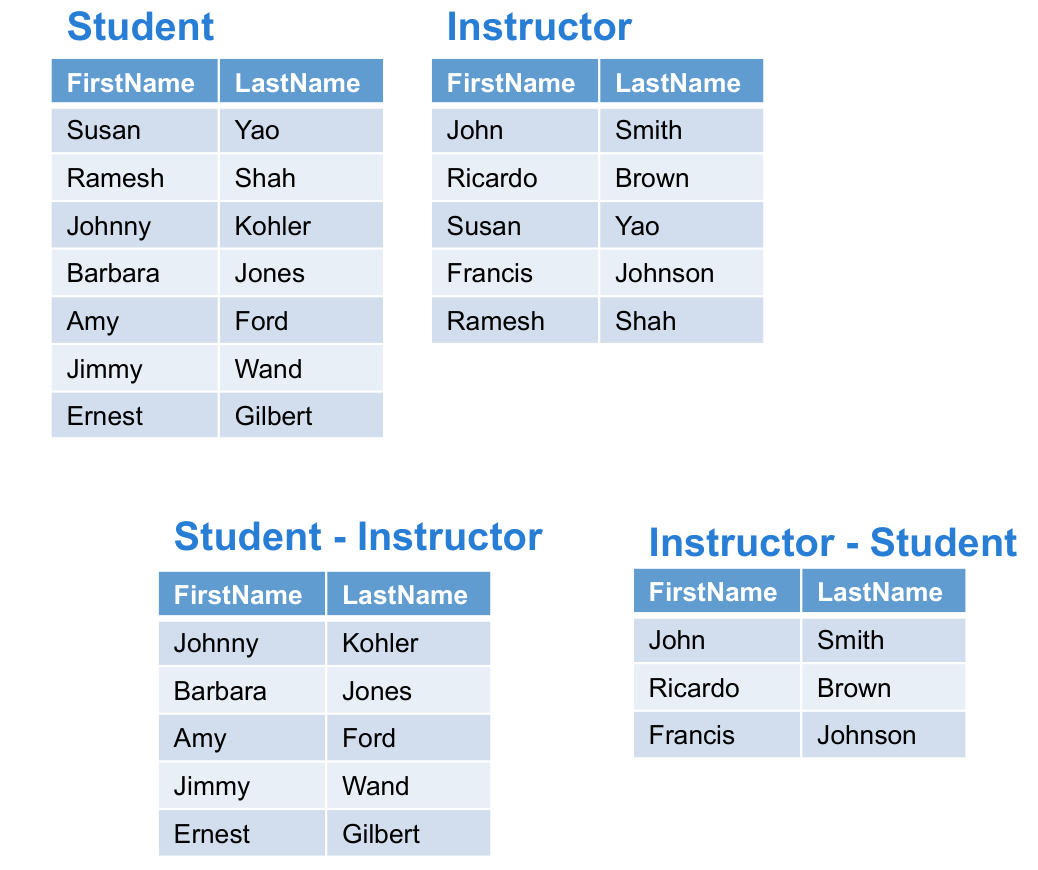 Student Instructor
FirstName LastName FirstName LastName
Susan Yao John Smith
Ramesh Shah Ricardo Brown
Johnny Kohler Susan Yao
Barbara Jones Francis Johnson
Amy Ford Ramesh Shah
Jimmy Wand
Ernest Gilbert
Student - Instructor Instructor - Student
FirstName LastName FirstName LastName
Johnny Kohler John Smith
Barbara Jones Ricardo Brown
Amy Ford Francis Johnson
Jimmy Wand
Ernest Gilbert